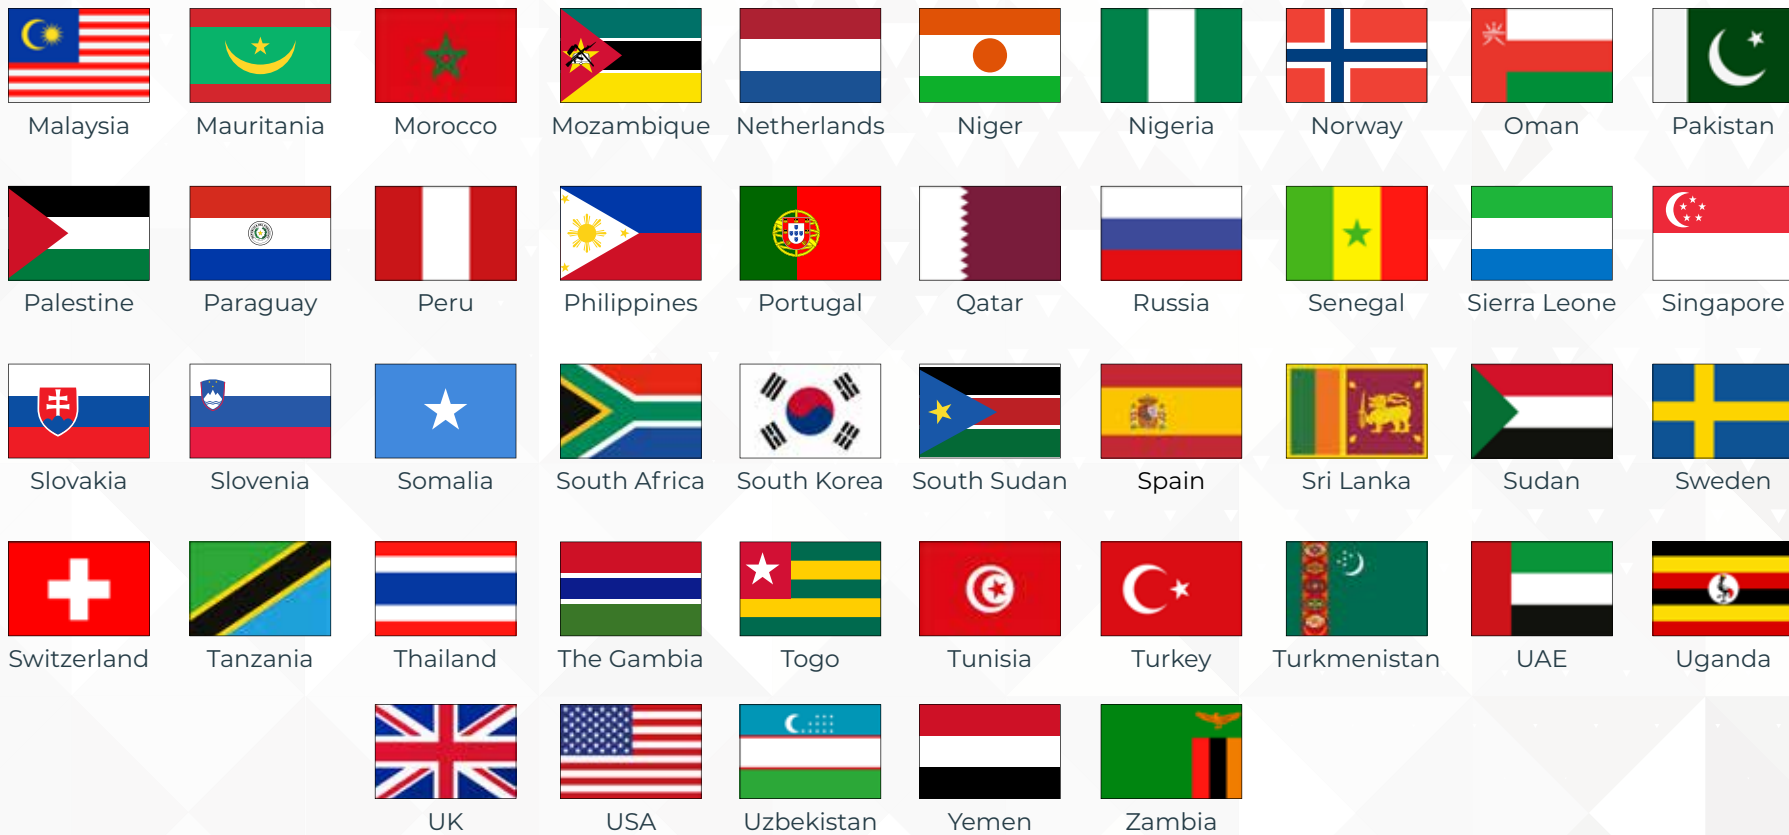 Malaysia Mauritania Morocco Mozambique Netherlands Niger Nigeria Norway Oman Pakistan
Palestine Paraguay Peru Philippines Portugal Qatar Russia Senegal Sierra Leone Singapore
Slovakia Slovenia Somalia South Africa South Korea South Sudan Spain Sri Lanka Sudan Sweden
Switzerland Tanzania Thailand The Gambia Togo Tunisia Turkey Turkmenistan UAE Uganda
UK USA Uzbekistan Yemen Zambia